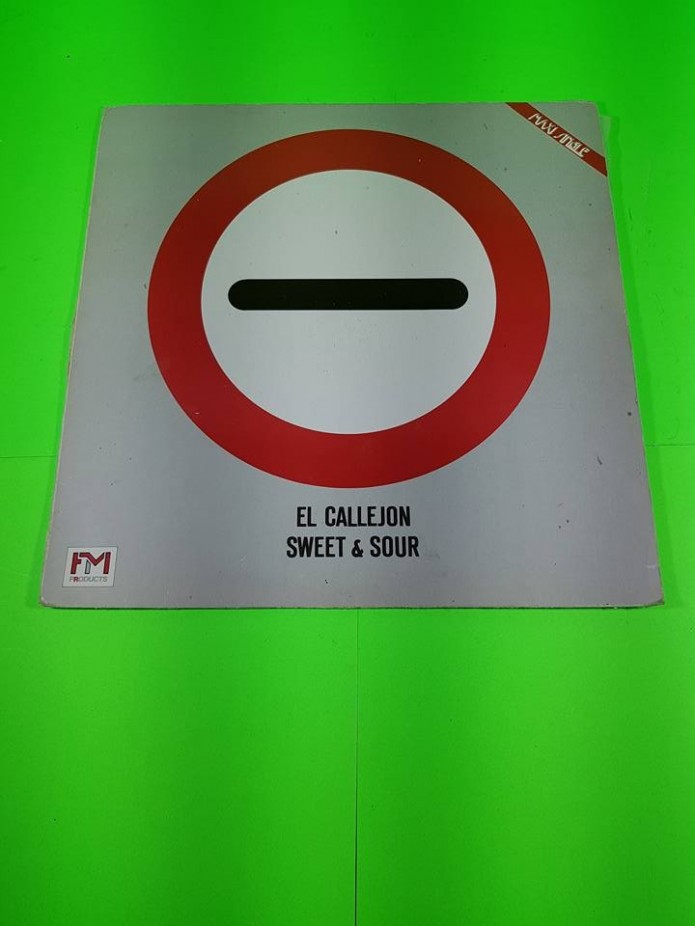 MAXI SINGLE
EL CALLEJON
SWEET & SOUR
FM
PRODUCTS